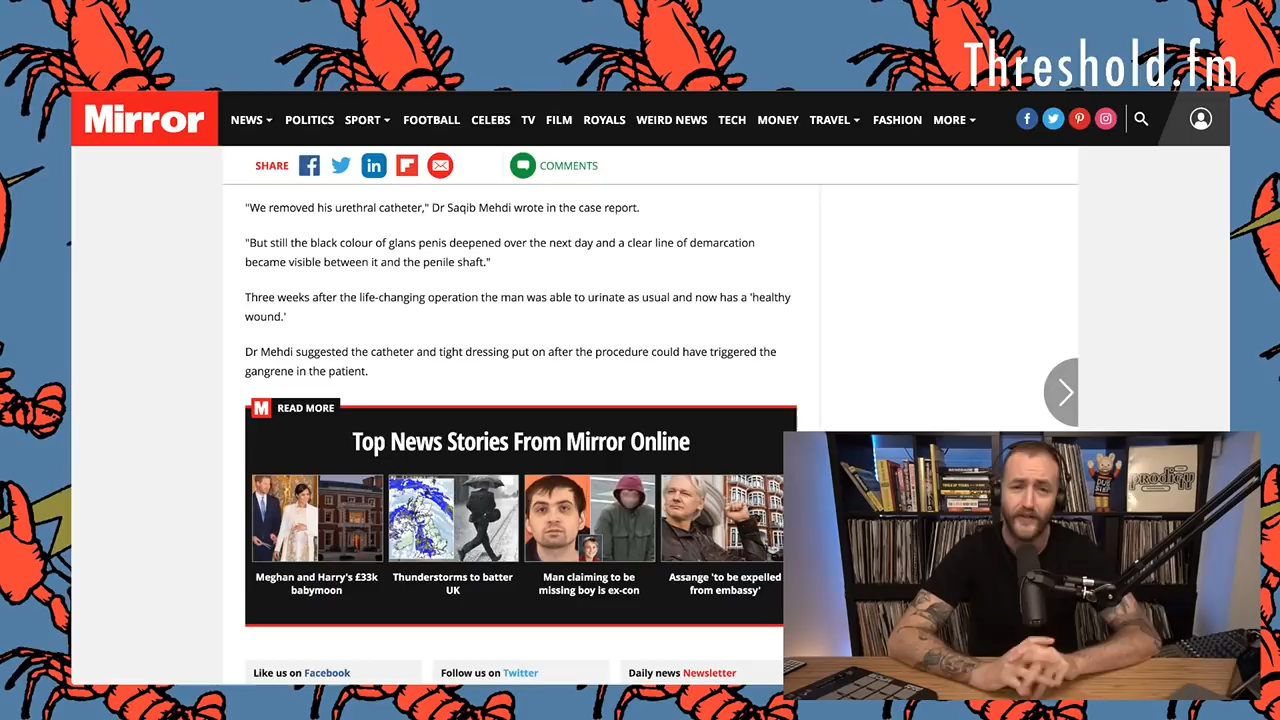 Threshold.fm
Mirror
NEWS POLITICS SPORT FOOTBALL CELEBS TV FILM ROYALS WEIRD NEWS TECH MONEY TRAVEL FASHION MORE
SHARE
COMMENTS
"We removed his urethral catheter," Dr Saqib Mehdi wrote in the case report.
"But still the black colour of glans penis deepened over the next day and a clear line of demarcation
became visible between it and the penile shaft."
Three weeks after the life-changing operation the man was able to urinate as usual and now has a 'healthy
wound.'
Dr Mehdi suggested the catheter and tight dressing put on after the procedure could have triggered the
gangrene in the patient.
M READ MORE
Top News Stories From Mirror Online
Meghan and Harry's £33k
babymoon
Thunderstorms to batter
UK
Man claiming to be
missing boy is ex-con
Assange 'to be expelled
from embassy'
Like us on Facebook
Follow us on Twitter
Daily news Newsletter
prodigy